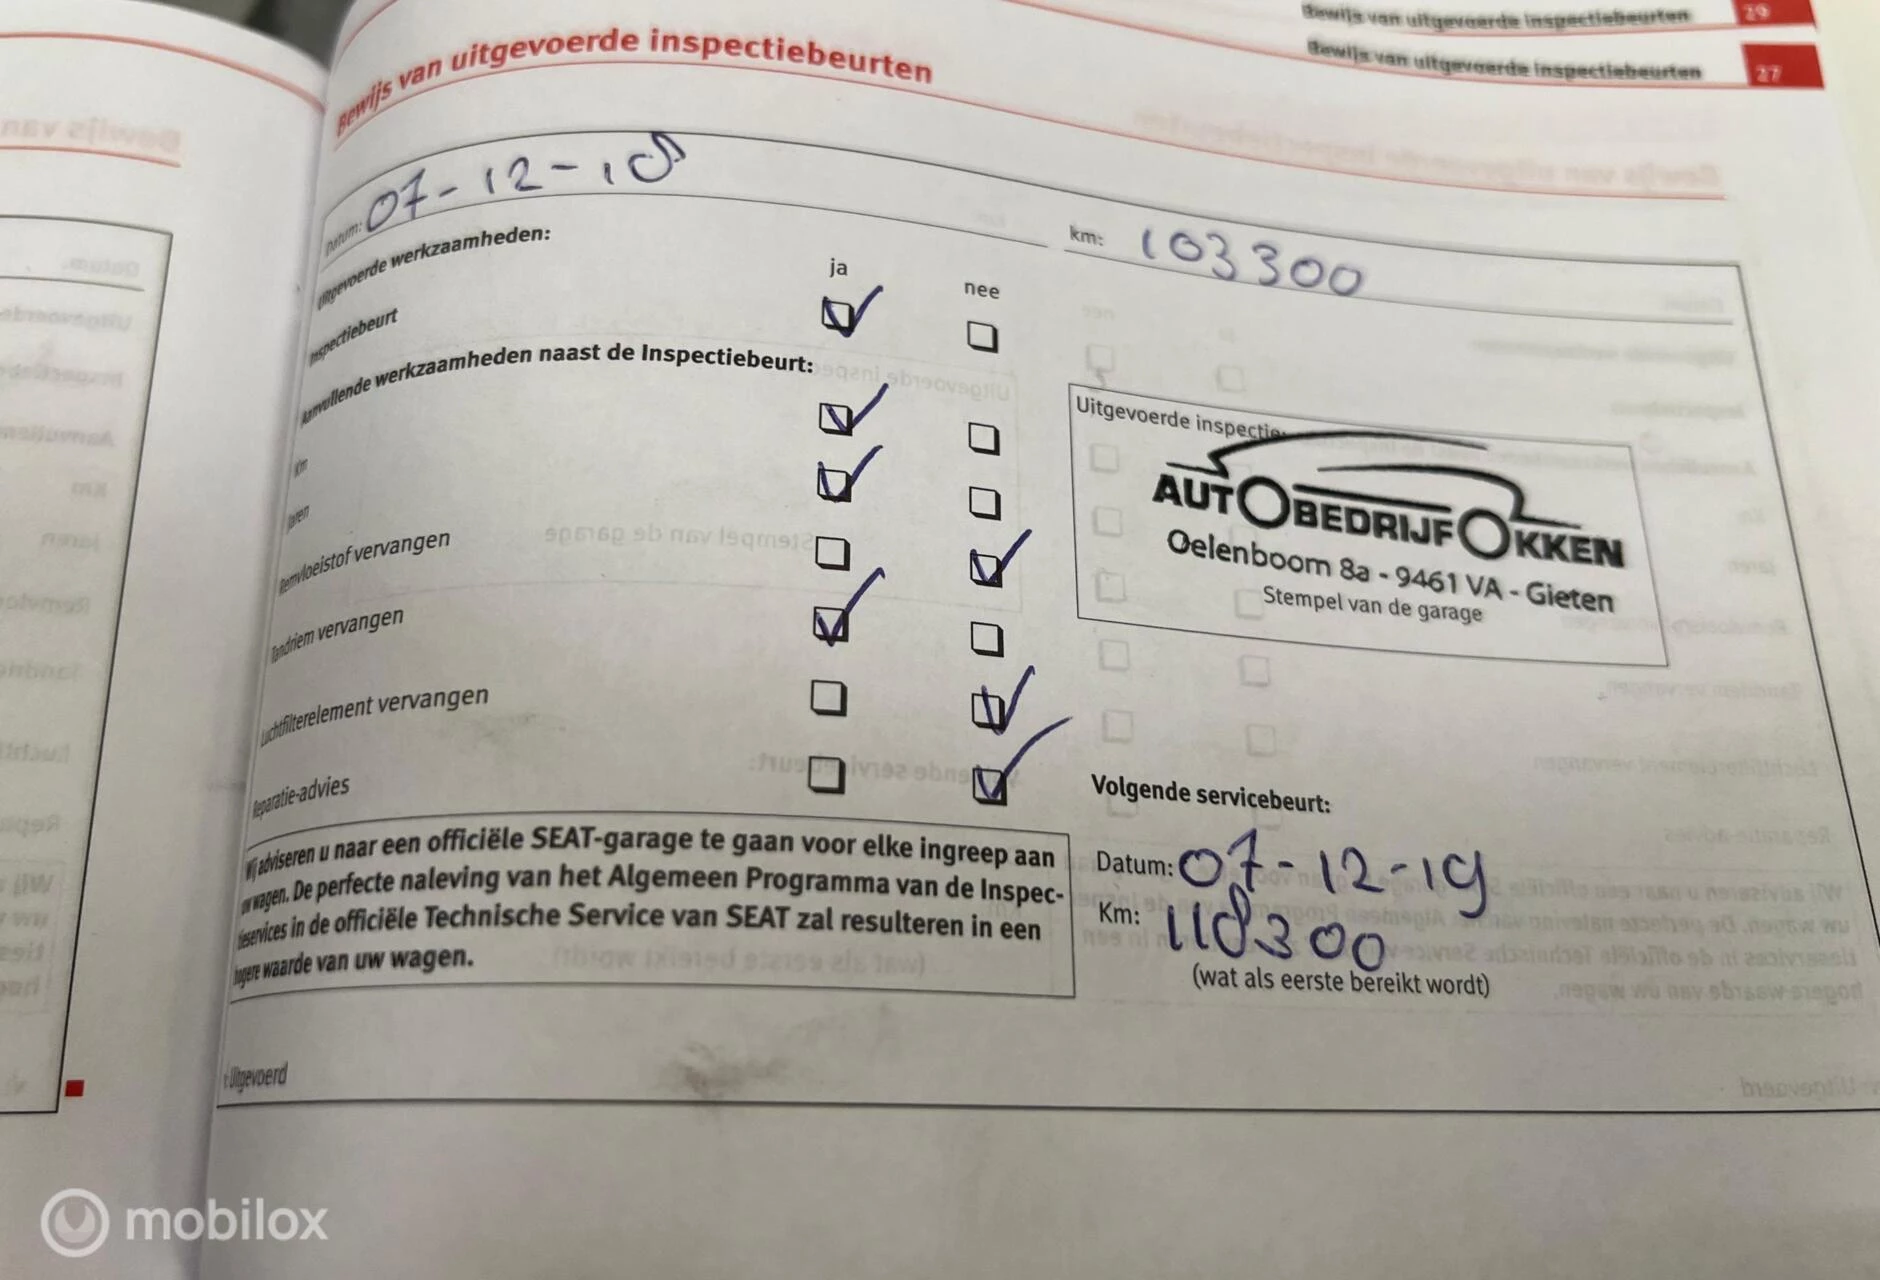 Bewijs van uitgevoerde inspectiebeurten 29
Bewijs van uitgevoerde inspectiebeurten 27
Bewijs van uitgevoerde inspectiebeurten
Datum: 07-12-18
km: 103300
Uitgevoerde werkzaamheden:
ja nee
Inspectiebeurt
Aanvullende werkzaamheden naast de Inspectiebeurt:
Km
Jaren
Remvloeistof vervangen
Tandriem vervangen
Luchtfilterelement vervangen
Reparatie-advies
Uitgevoerde inspectie
AUTOBEDRIJF OKKEN
Oelenboom 8a - 9461 VA - Gieten
Stempel van de garage
Volgende servicebeurt:
Datum: 07-12-19
Km: 118300
(wat als eerste bereikt wordt)
Wij adviseren u naar een officiële SEAT-garage te gaan voor elke ingreep aan
uw wagen. De perfecte naleving van het Algemeen Programma van de Inspec-
tieservices in de officiële Technische Service van SEAT zal resulteren in een
hogere waarde van uw wagen.
Uitgevoerd
mobilox